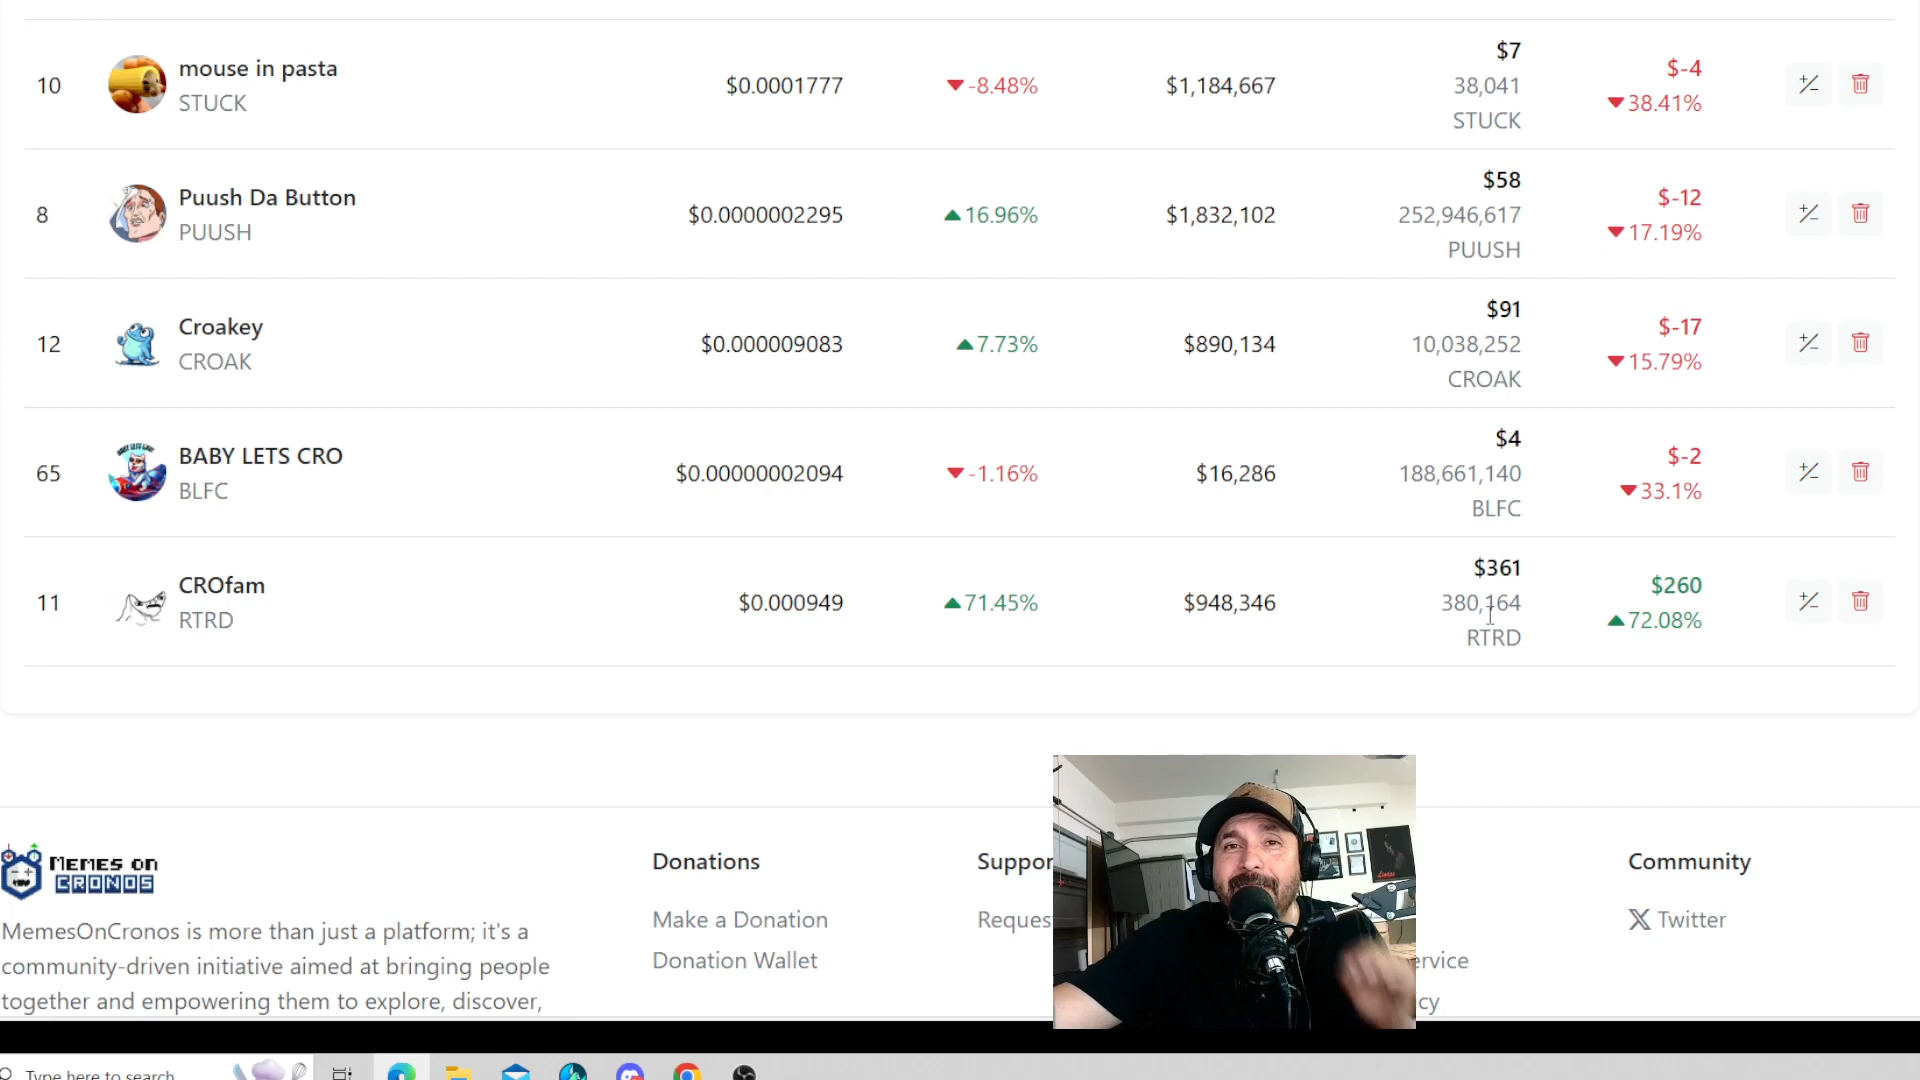 10
mouse in pasta
STUCK
$0.0001777
-8.48%
$1,184,667
$7
38,041
STUCK
$-4
38.41%
8
Puush Da Button
PUUSH
$0.0000002295
16.96%
$1,832,102
$58
252,946,617
PUUSH
$-12
17.19%
12
Croakey
CROAK
$0.000009083
7.73%
$890,134
$91
10,038,252
CROAK
$-17
15.79%
65
BABY LETS CRO
BLFC
$0.00000002094
-1.16%
$16,286
$4
188,661,140
BLFC
$-2
33.1%
11
CROfam
RTRD
$0.000949
71.45%
$948,346
$361
380,164
RTRD
$260
72.08%
MEMES ON
CRONOS
MemesOnCronos is more than just a platform; it's a
community-driven initiative aimed at bringing people
together and empowering them to explore, discover,
Donations
Make a Donation
Donation Wallet
Suppor
Reques
ervice
cy
Community
Twitter
Type here to search